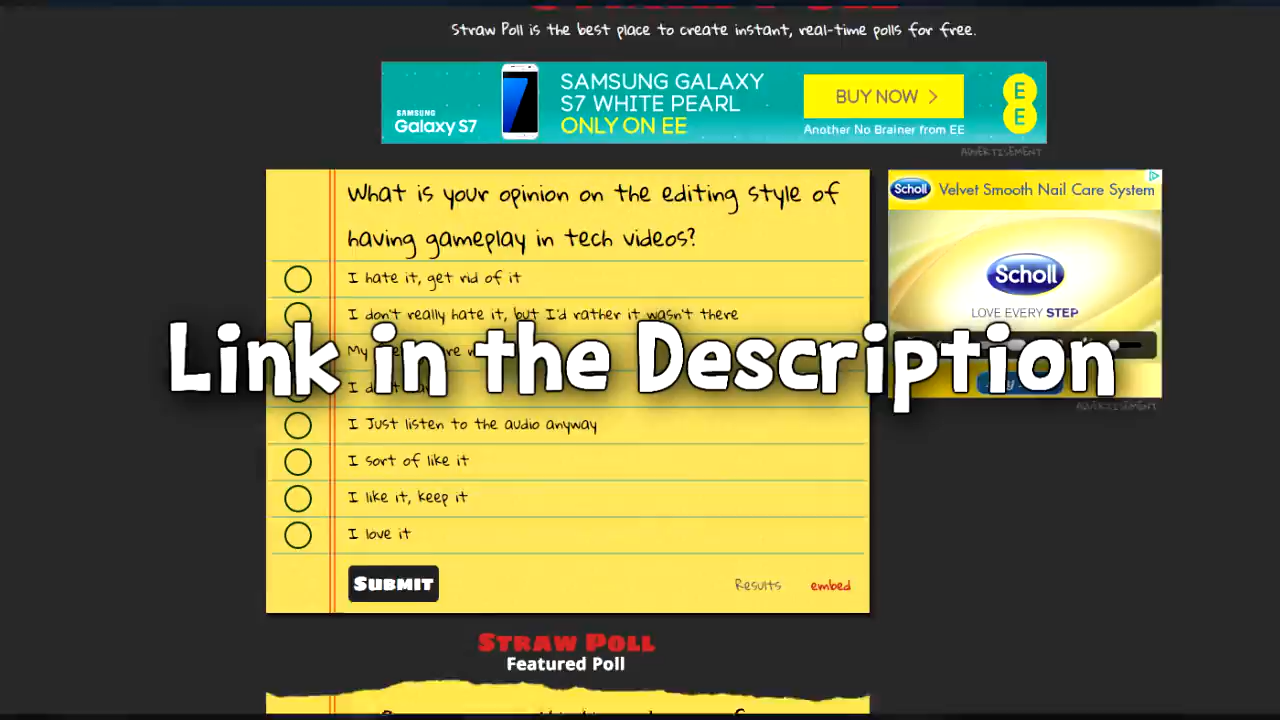 Straw Poll is the best place to create instant, real-time polls for free.
SAMSUNG
Galaxy S7
SAMSUNG GALAXY
S7 WHITE PEARL
ONLY ON EE
BUY NOW >
Another No Brainer from EE
EE
ADVERTISEMENT
What is your opinion on the editing style of
having gameplay in tech videos?
I hate it, get rid of it
I don't really hate it, but I'd rather it wasn't there
My
I
Link in the Description
I Just listen to the audio anyway
I sort of like it
I like it, keep it
I love it
SUBMIT
Results
embed
Scholl Velvet Smooth Nail Care System
Scholl
LOVE EVERY STEP
ADVERTISEMENT
STRAW POLL
Featured Poll